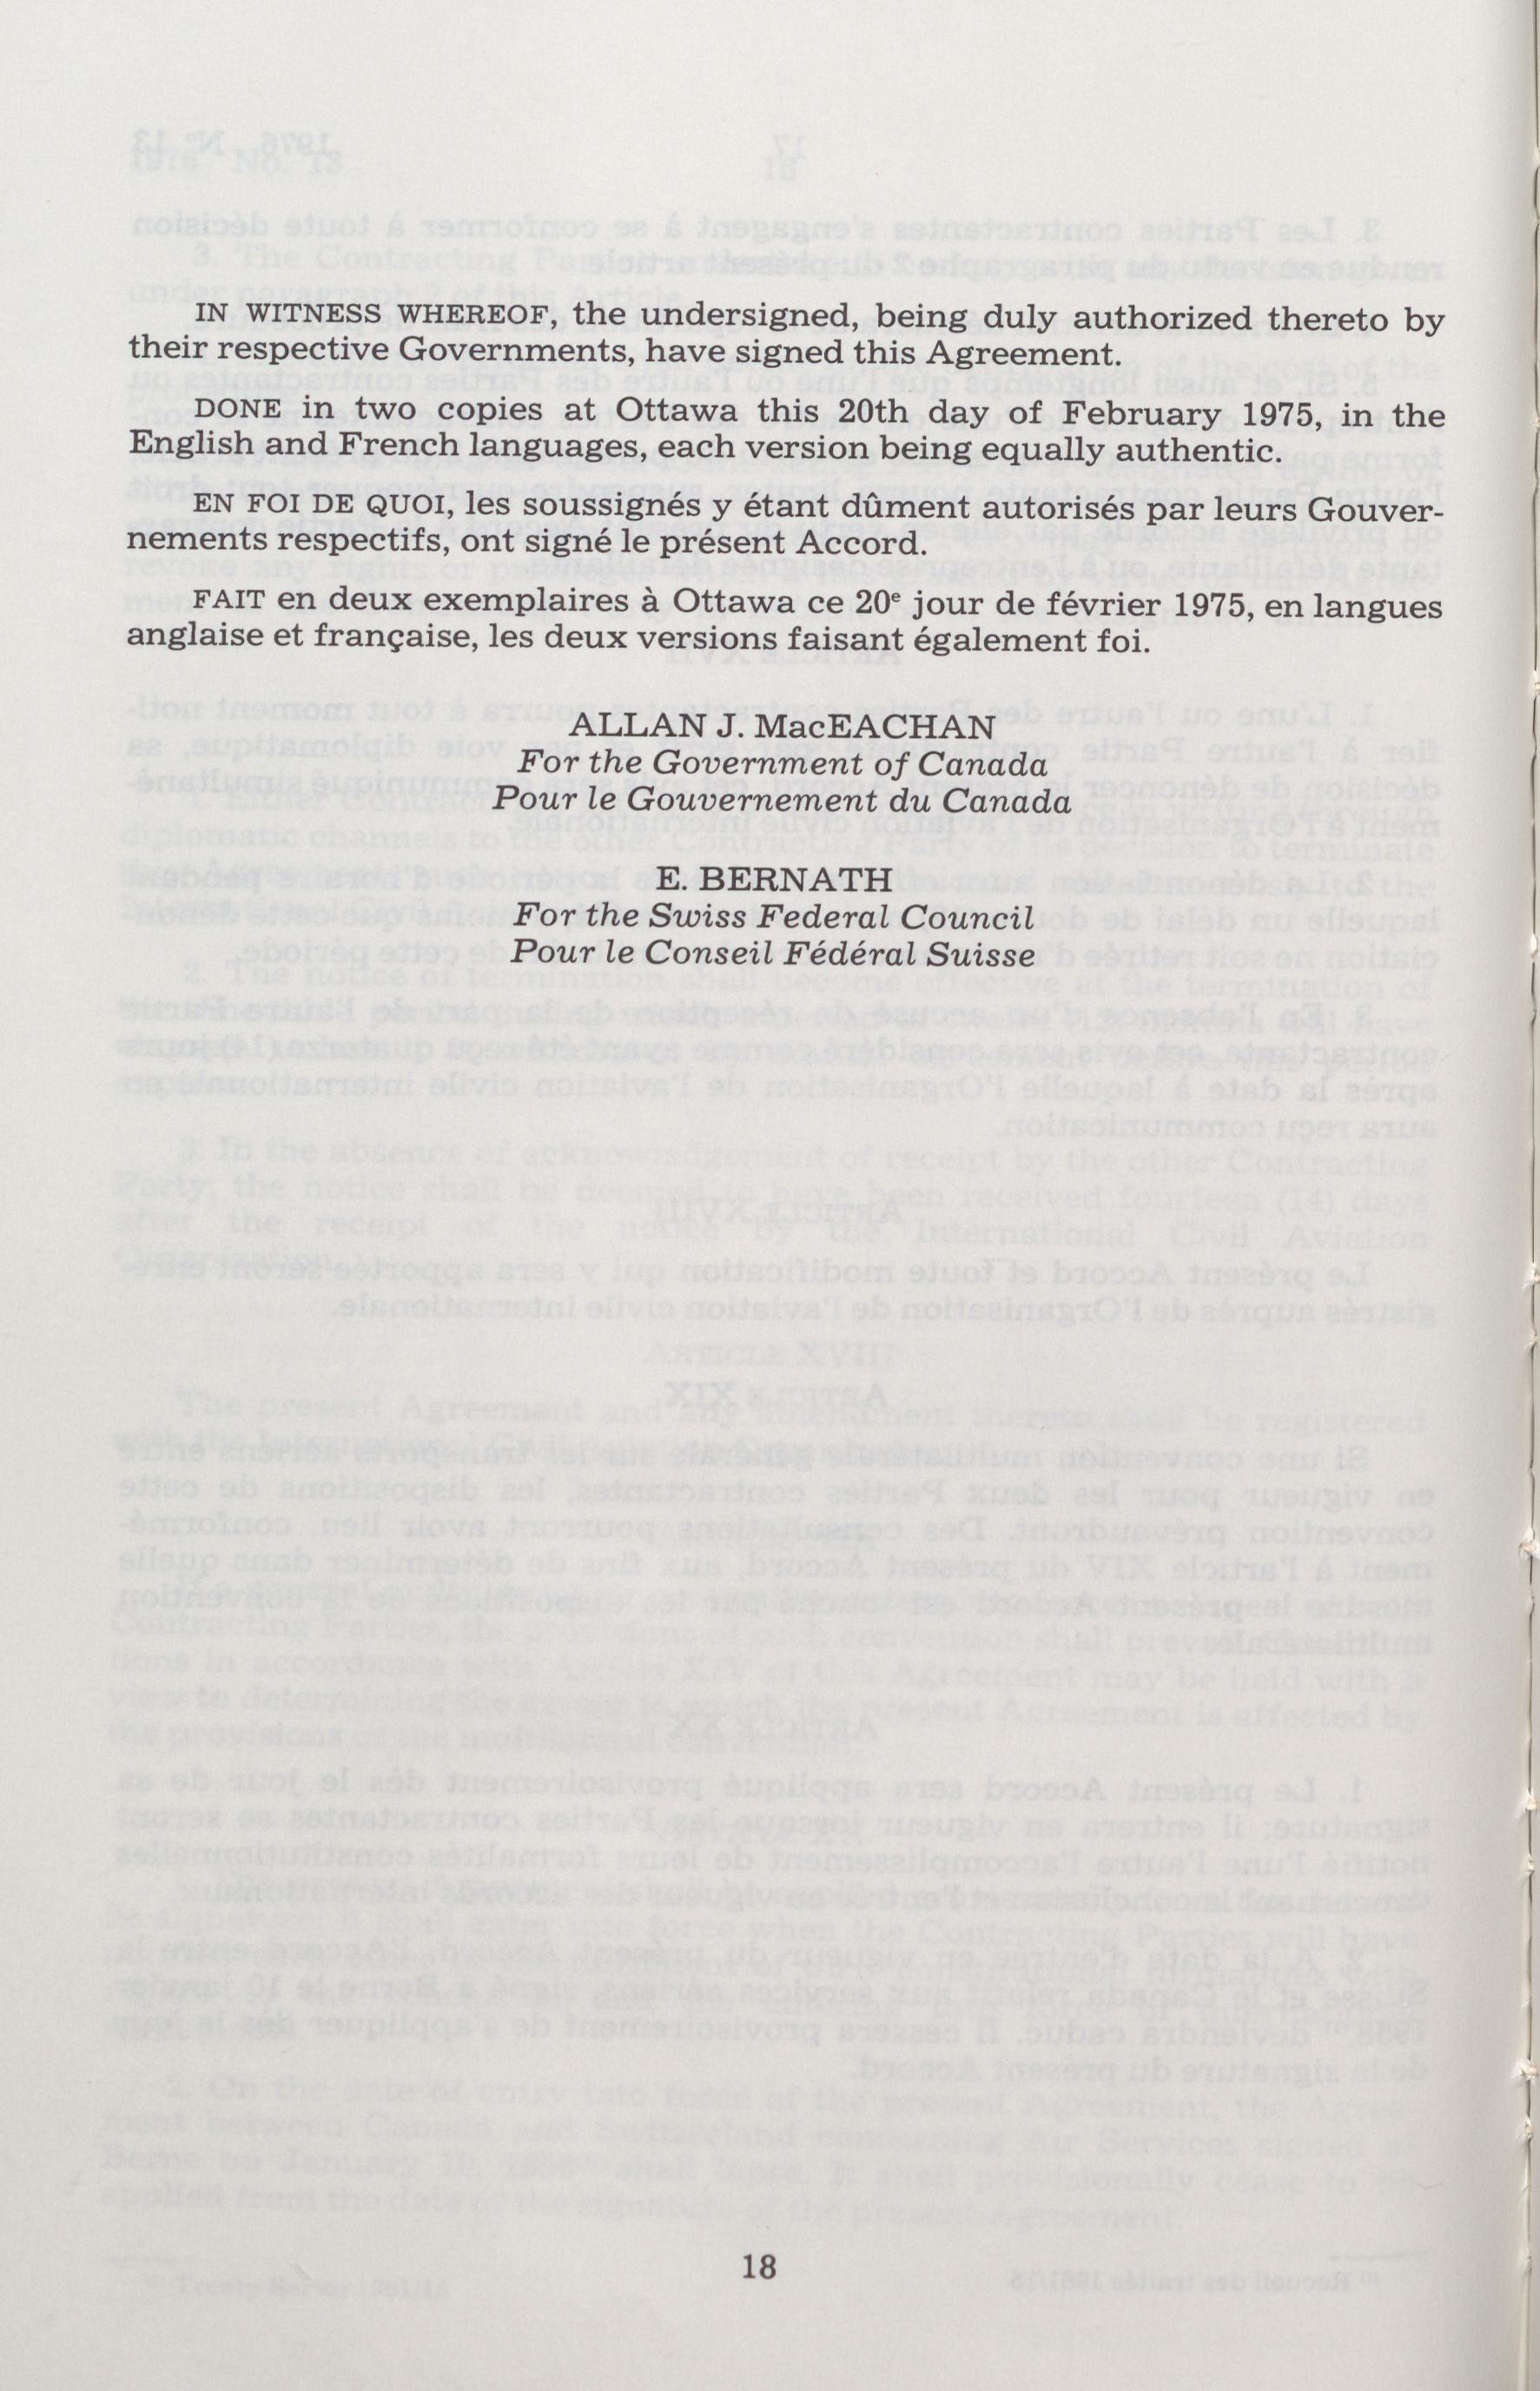 IN WITNESS WHEREOF, the undersigned, being duly authorized thereto by
their respective Governments, have signed this Agreement.
DONE in two copies at Ottawa this 20th day of February 1975, in the
English and French languages, each version being equally authentic.
EN FOI DE QUOI, les soussignés y étant dûment autorisés par leurs Gouver-
nements respectifs, ont signé le présent Accord.
FAIT en deux exemplaires à Ottawa ce 20e jour de février 1975, en langues
anglaise et française, les deux versions faisant également foi.
ALLAN J. MacEACHAN
For the Government of Canada
Pour le Gouvernement du Canada
E. BERNATH
For the Swiss Federal Council
Pour le Conseil Fédéral Suisse
18